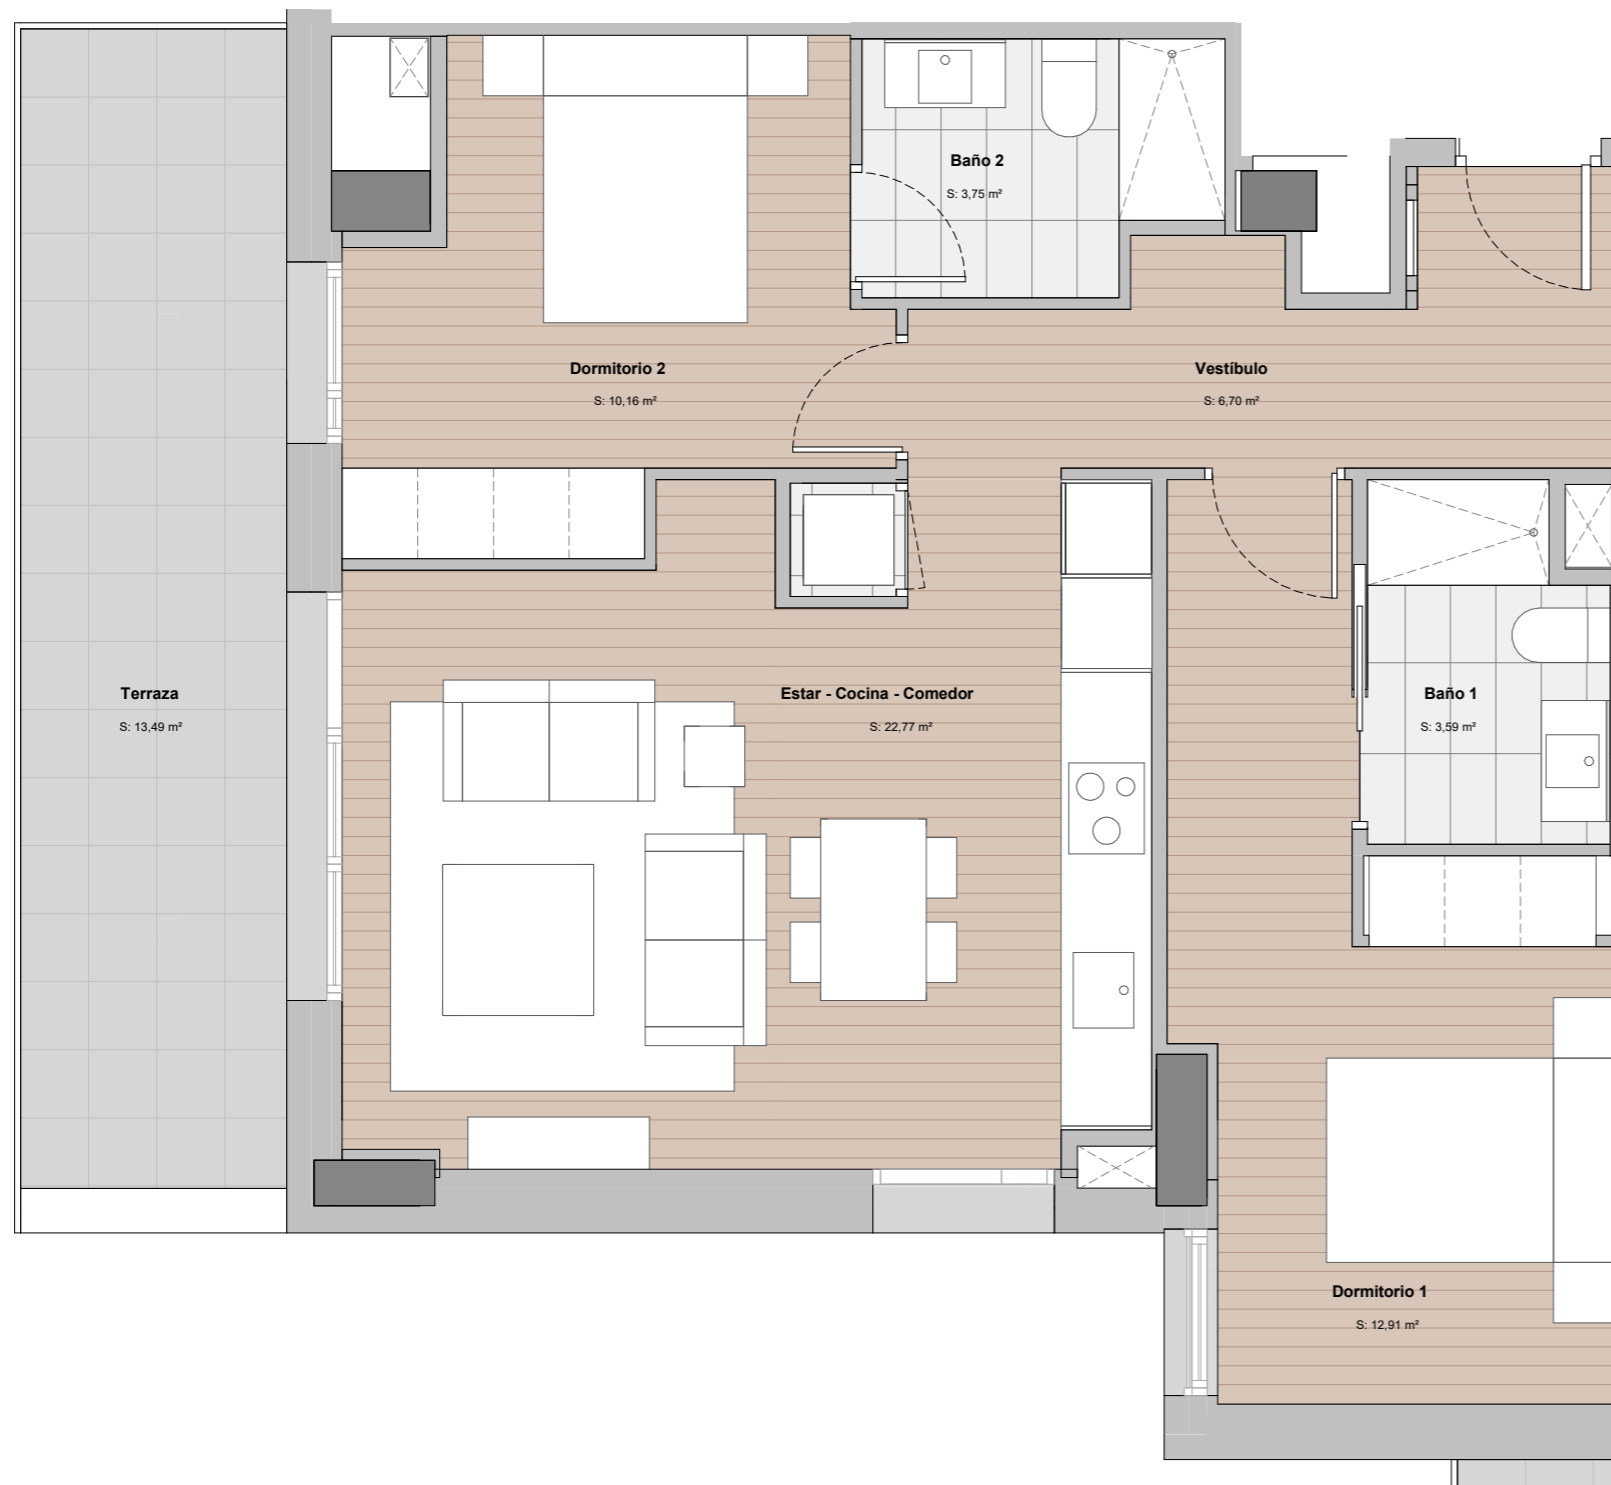 Baño 2
S: 3,75 m²
Dormitorio 2
S: 10,16 m²
Vestíbulo
S: 6,70 m²
Terraza
S: 13,49 m²
Estar - Cocina - Comedor
S: 22,77 m²
Baño 1
S: 3,59 m²
Dormitorio 1
S: 12,91 m²